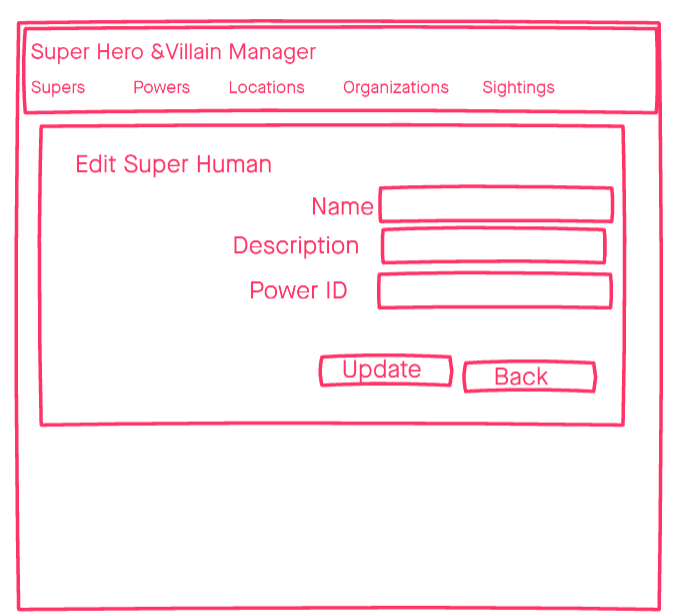 Super Hero &Villain Manager
Supers Powers Locations Organizations Sightings
Edit Super Human
Name
Description
Power ID
Update Back